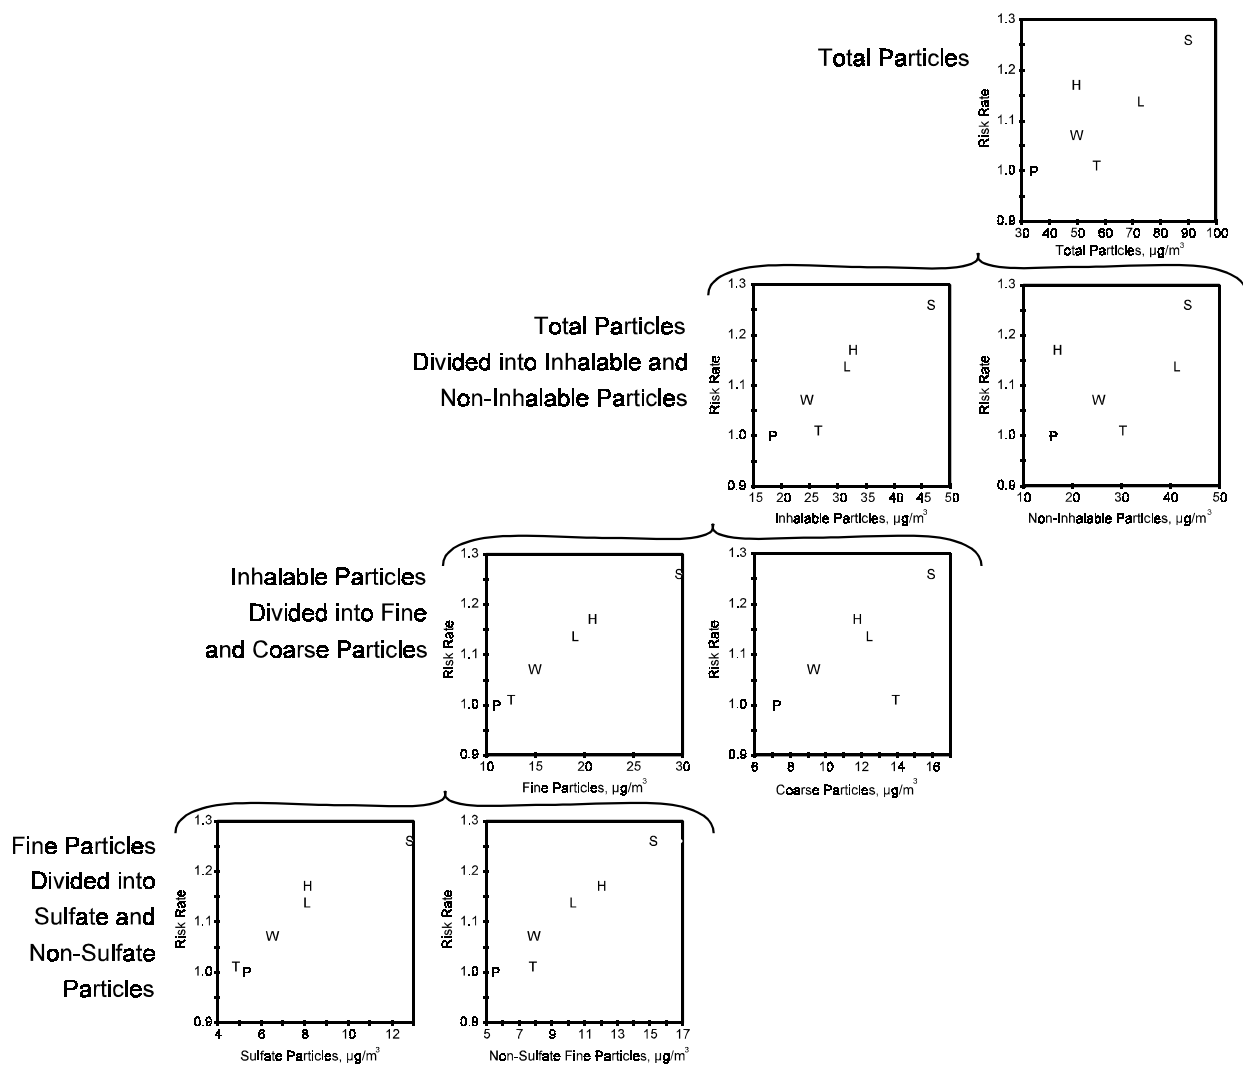 Total Particles
1.3
1.2
1.1
1.0
0.9
Risk Rate
S
H
L
W
T
P
30 40 50 60 70 80 90 100
Total Particles, µg/m³
Total Particles
Divided into Inhalable and
Non-Inhalable Particles
1.3
1.2
1.1
1.0
0.9
Risk Rate
S
H
L
W
T
P
15 20 25 30 35 40 45 50
Inhalable Particles, µg/m³
1.3
1.2
1.1
1.0
0.9
Risk Rate
S
H
L
W
T
P
10 20 30 40 50
Non-Inhalable Particles, µg/m³
Inhalable Particles
Divided into Fine
and Coarse Particles
1.3
1.2
1.1
1.0
0.9
Risk Rate
S
H
L
W
T
P
10 15 20 25 30
Fine Particles, µg/m³
1.3
1.2
1.1
1.0
0.9
Risk Rate
S
H
L
W
T
P
6 8 10 12 14 16
Coarse Particles, µg/m³
Fine Particles
Divided into
Sulfate and
Non-Sulfate
Particles
1.3
1.2
1.1
1.0
0.9
Risk Rate
S
H
L
W
T P
4 6 8 10 12
Sulfate Particles, µg/m³
1.3
1.2
1.1
1.0
0.9
Risk Rate
S
H
L
W
T
P
5 7 9 11 13 15 17
Non-Sulfate Fine Particles, µg/m³